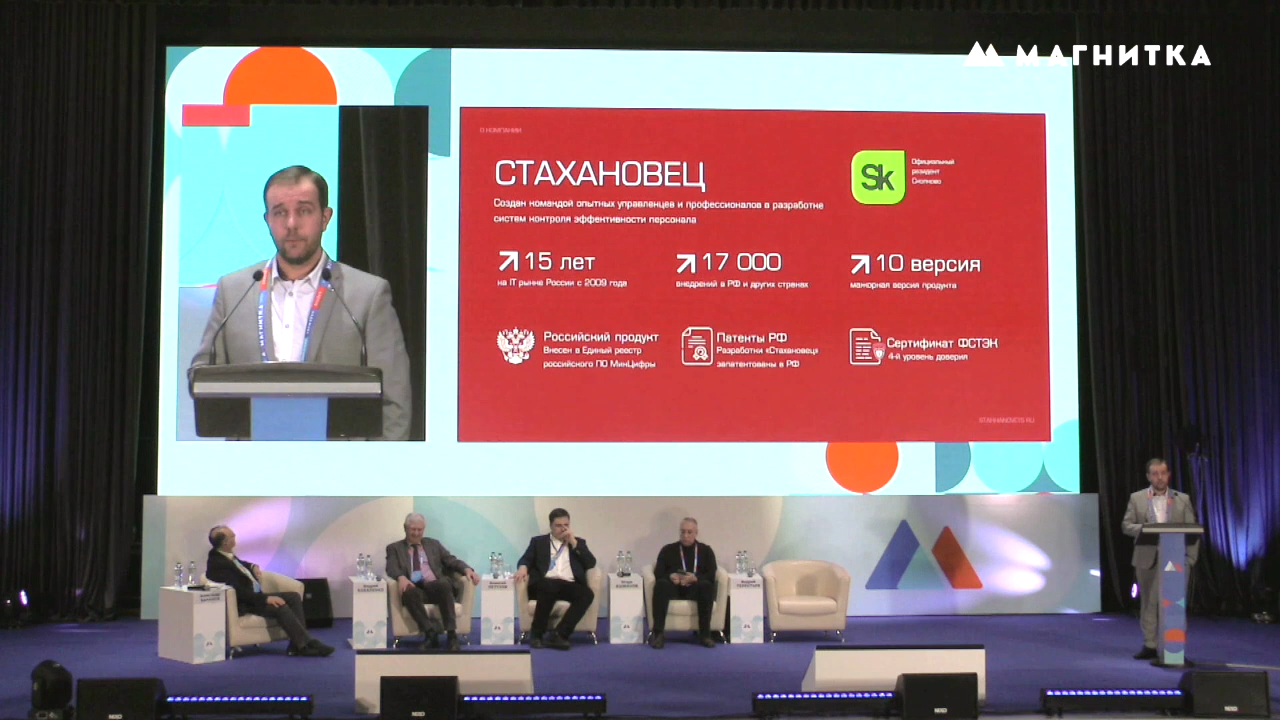 МАГНИТКА
О КОМПАНИИ
СТАХАНОВЕЦ
Создан командой опытных управленцев и профессионалов в разработке
систем контроля эффективности персонала
Sk
Официальный
резидент
Сколково
15 лет
на IT рынке России с 2009 года
17 000
внедрений в РФ и других странах
10 версия
мажорная версия продукта
Российский продукт
Внесен в Единый реестр
российского ПО МинЦифры
Патенты РФ
Разработки «Стахановец»
запатентованы в РФ
Сертификат ФСТЭК
4-й уровень доверия
STAKHANOVETS.RU
МАГНИТКА